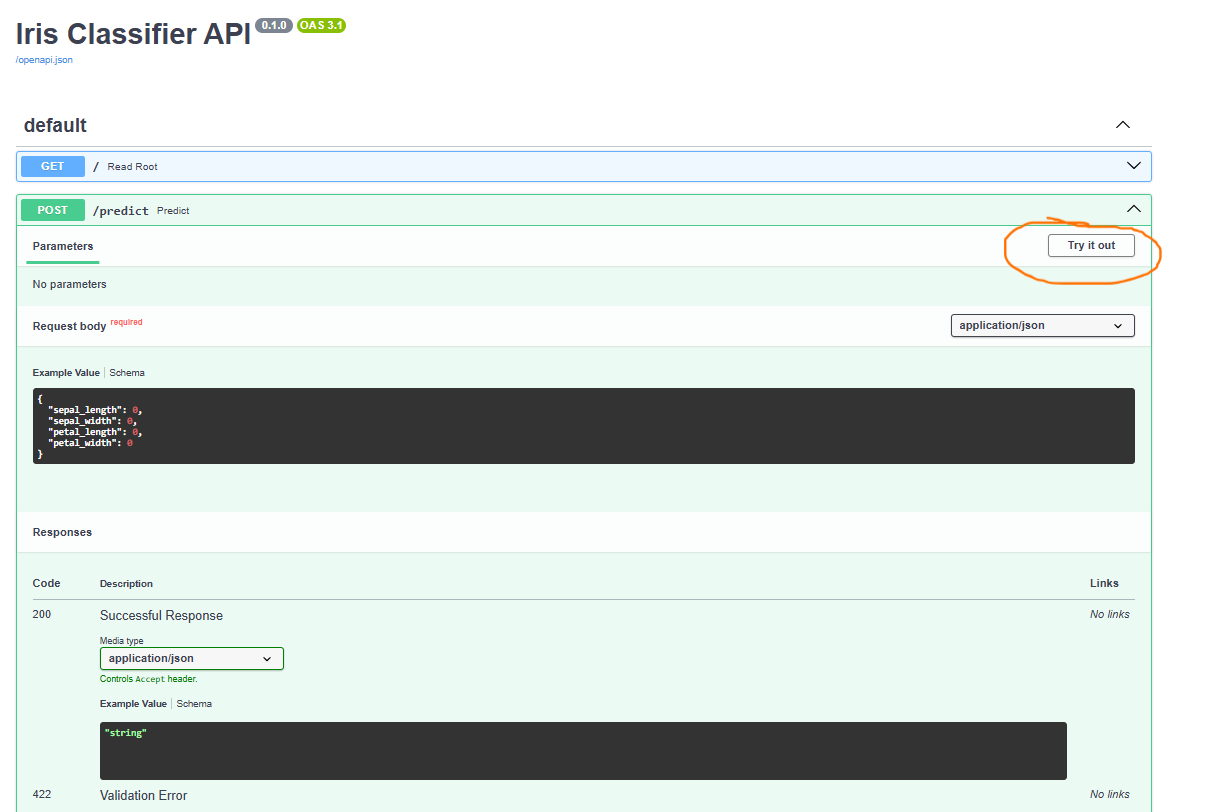 Iris Classifier API 0.1.0 OAS 3.1
/openapi.json
default
GET / Read Root
POST /predict Predict
Parameters
Try it out
No parameters
Request body required
application/json
Example Value Schema
{
"sepal_length": 0,
"sepal_width": 0,
"petal_length": 0,
"petal_width": 0
}
Responses
Code Description Links
200 Successful Response No links
Media type
application/json
Controls Accept header.
Example Value Schema
"string"
422 Validation Error No links